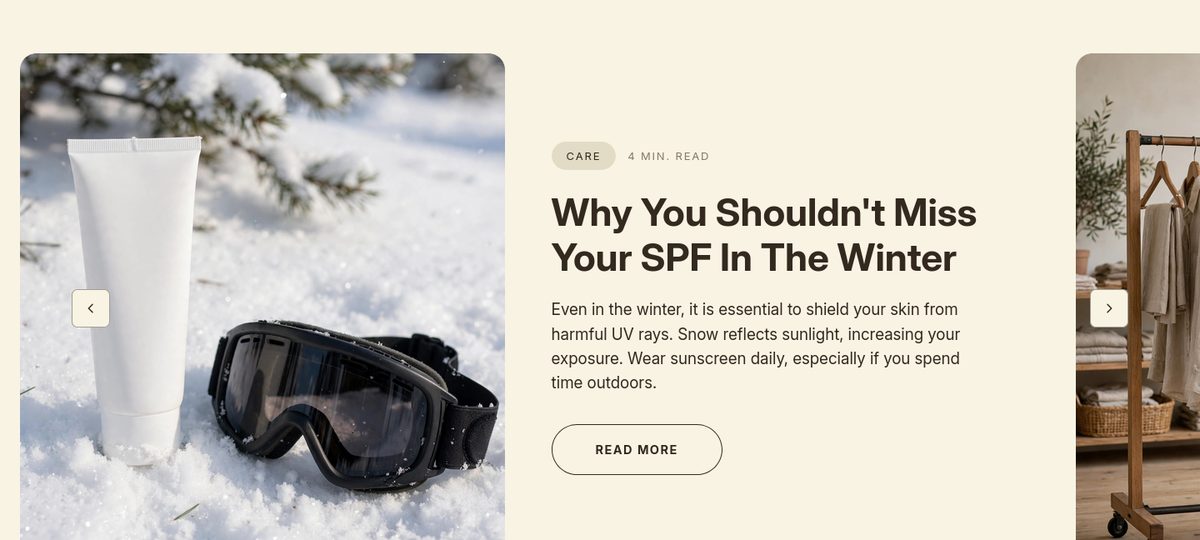 CARE
4 MIN. READ
Why You Shouldn't Miss
Your SPF In The Winter
Even in the winter, it is essential to shield your skin from
harmful UV rays. Snow reflects sunlight, increasing your
exposure. Wear sunscreen daily, especially if you spend
time outdoors.
READ MORE